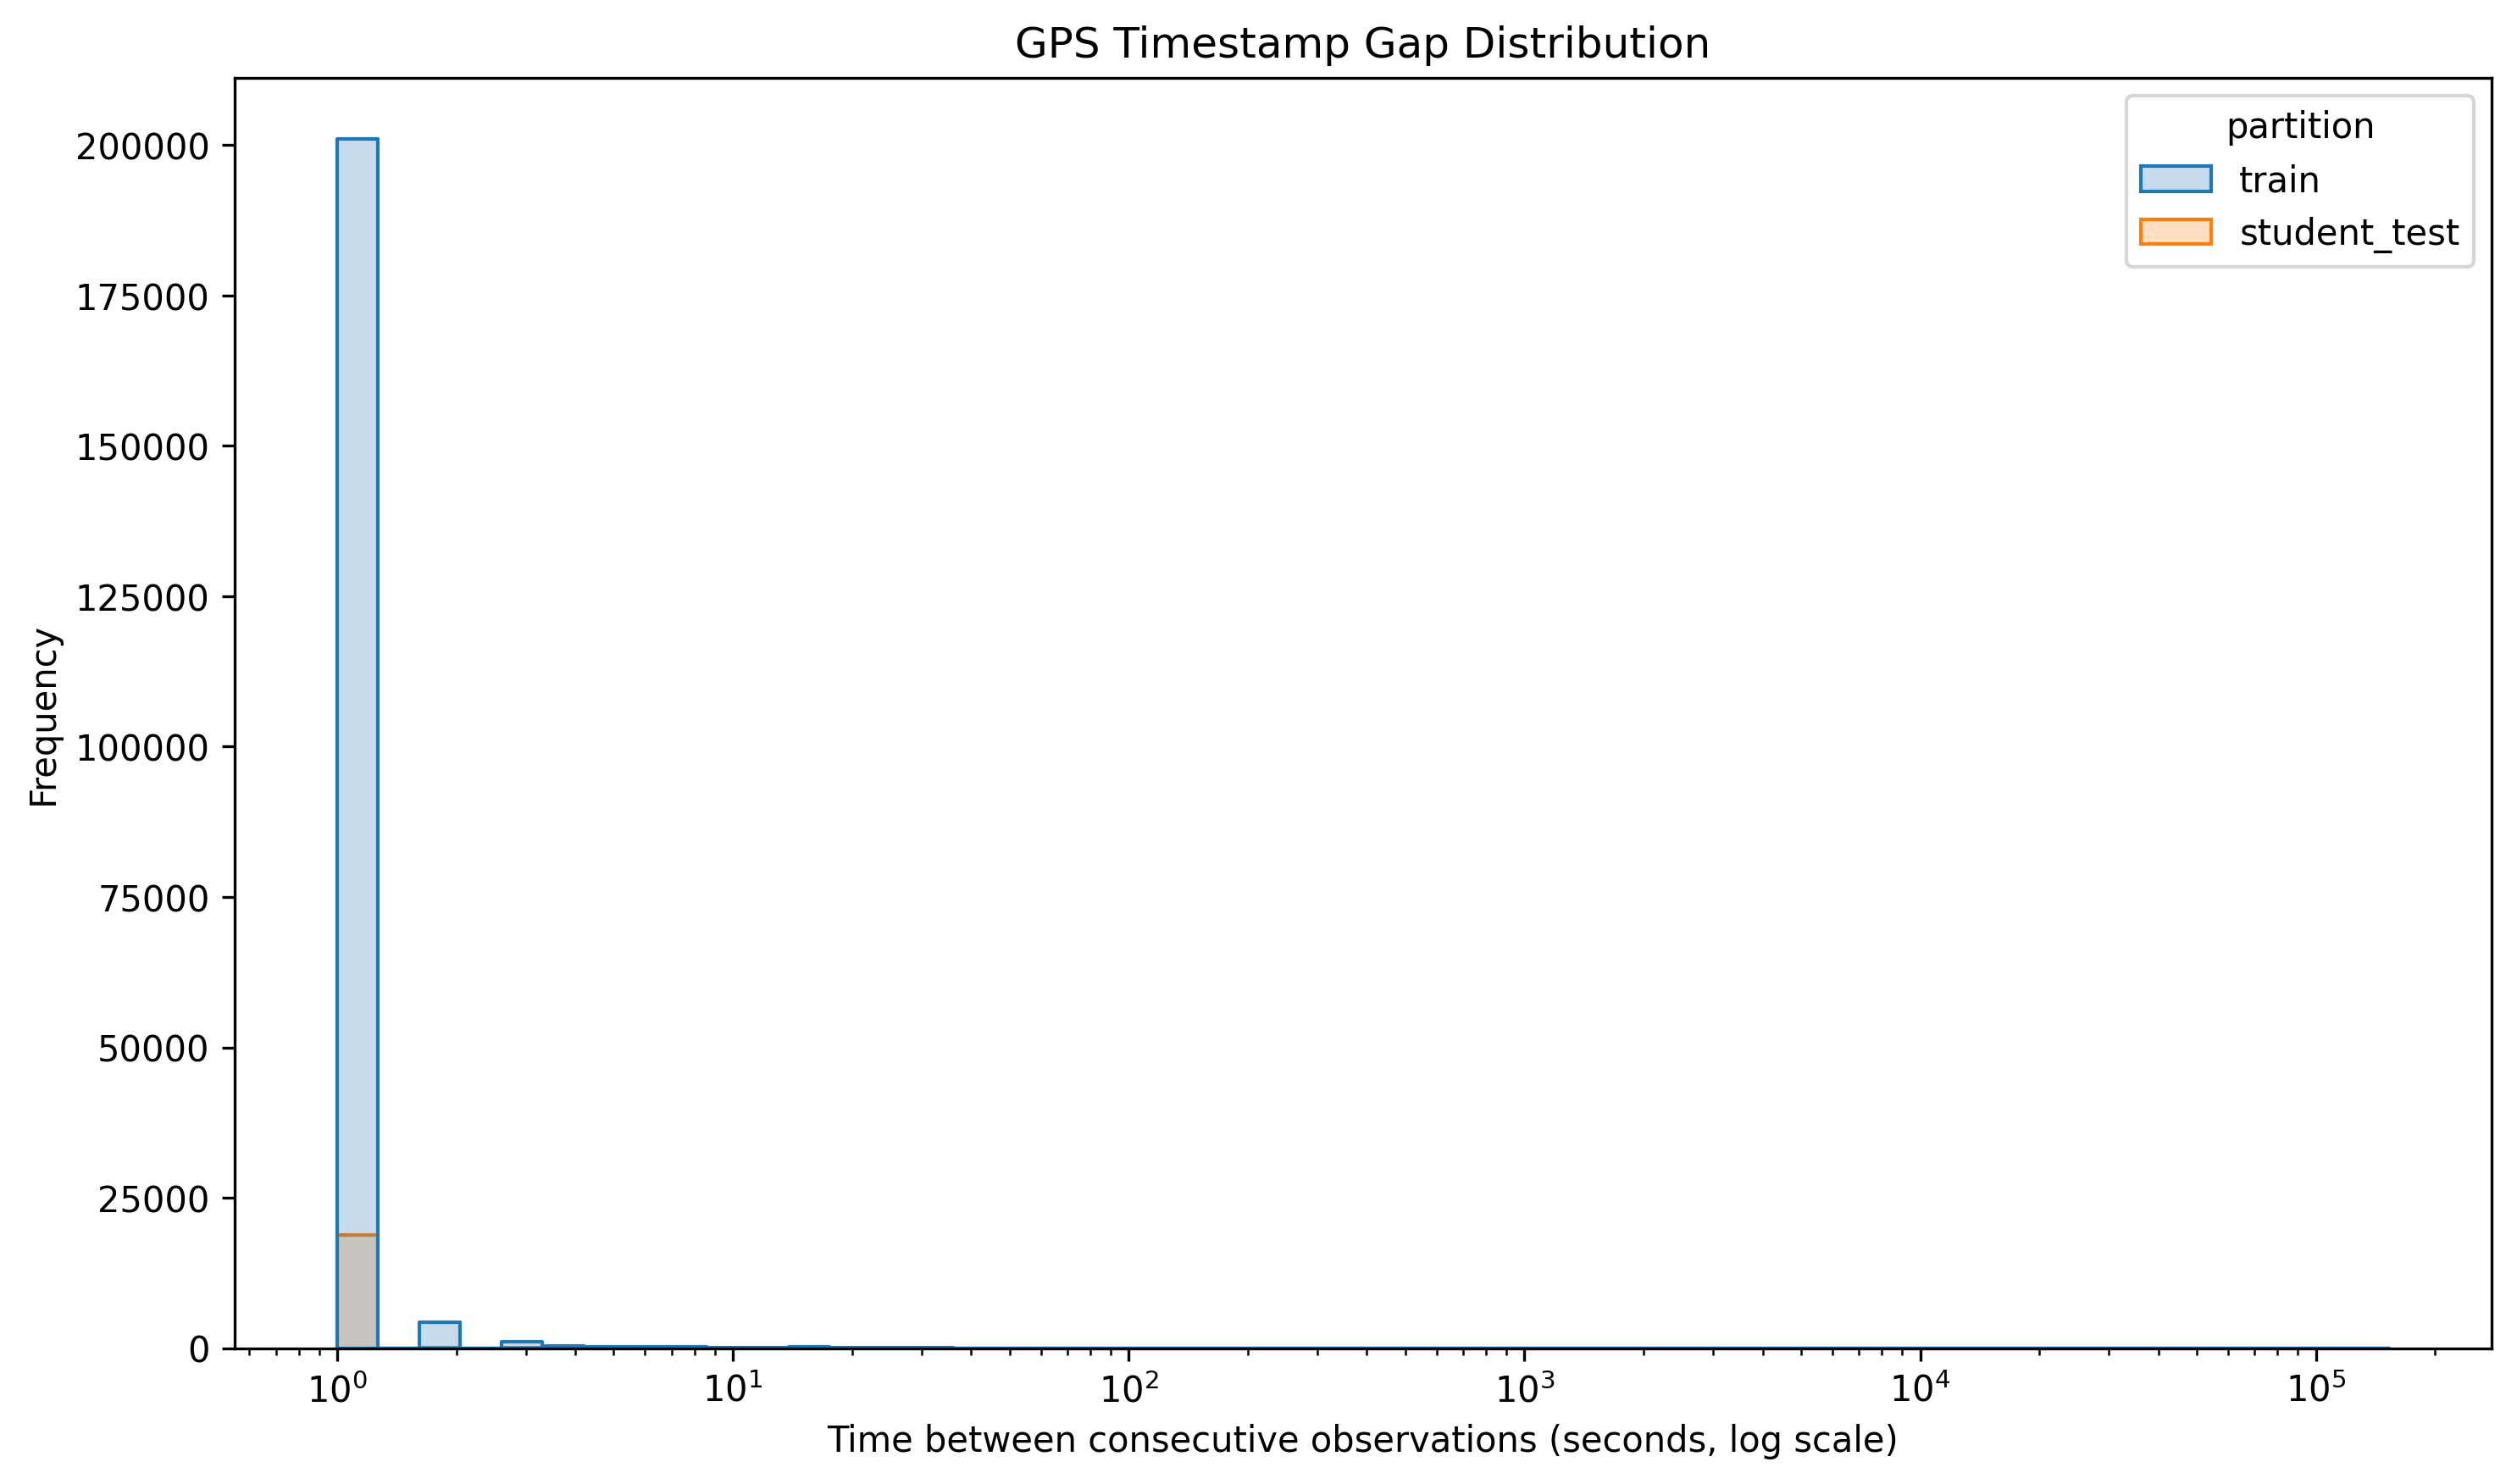 GPS Timestamp Gap Distribution
partition
train
student_test
200000
175000
150000
125000
100000
75000
50000
25000
0
Frequency
10⁰ 10¹ 10² 10³ 10⁴ 10⁵
Time between consecutive observations (seconds, log scale)